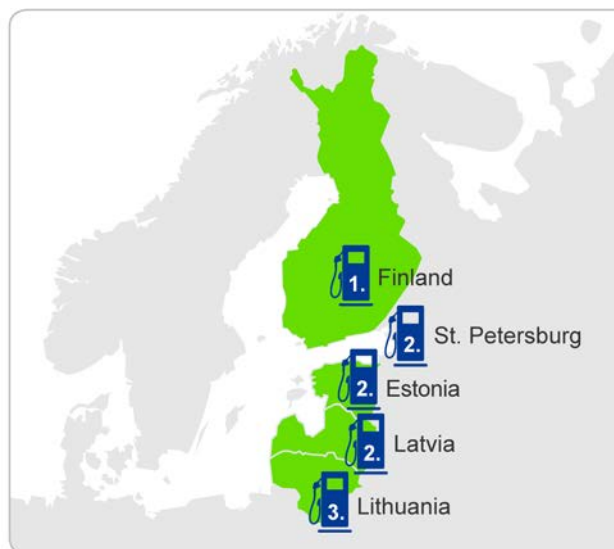 1. Finland
2. St. Petersburg
2. Estonia
2. Latvia
3. Lithuania